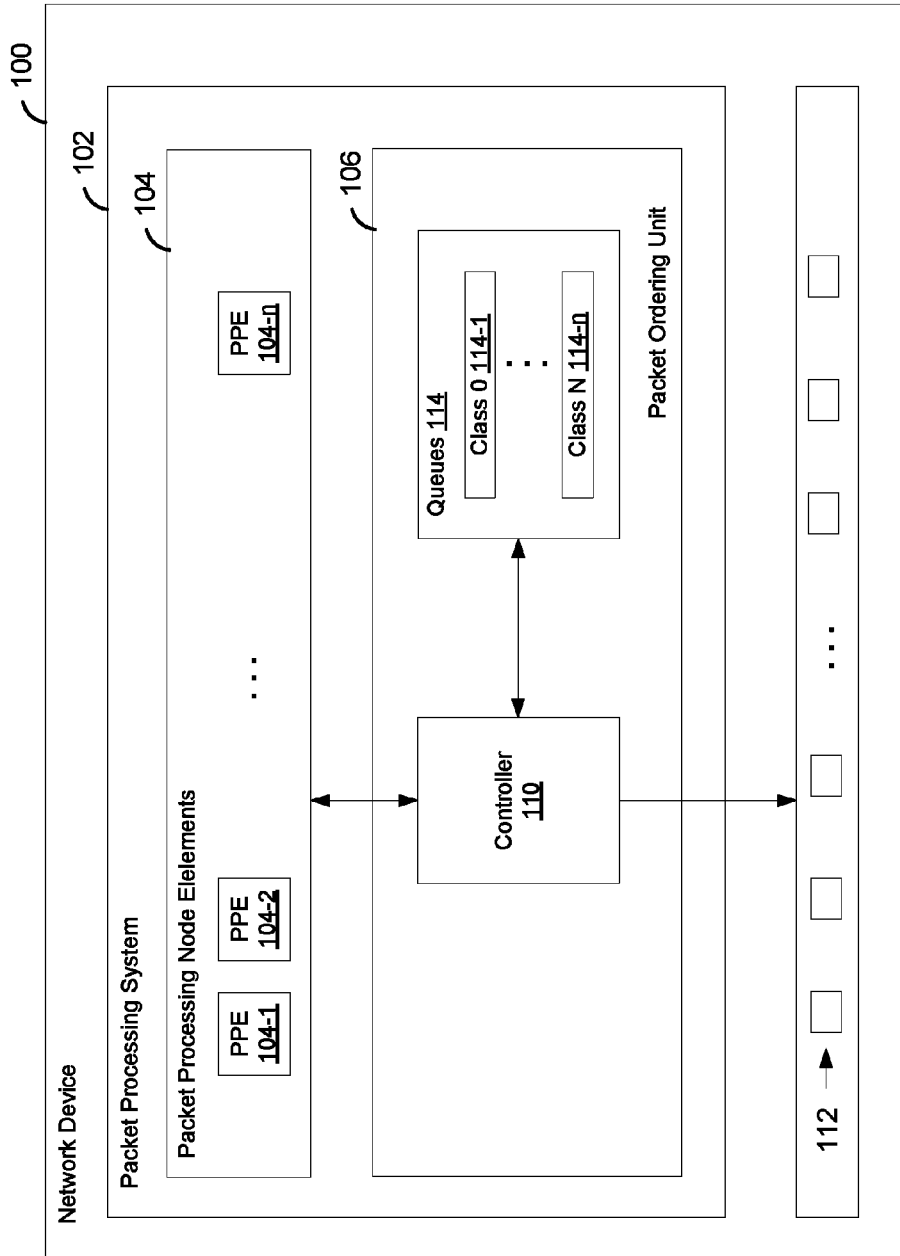 100
Network Device
102
Packet Processing System
104
Packet Processing Node Elelements
PPE
104-1
PPE
104-2
...
PPE
104-n
106
Controller
110
Queues 114
Class 0 114-1
...
Class N 114-n
Packet Ordering Unit
112
...